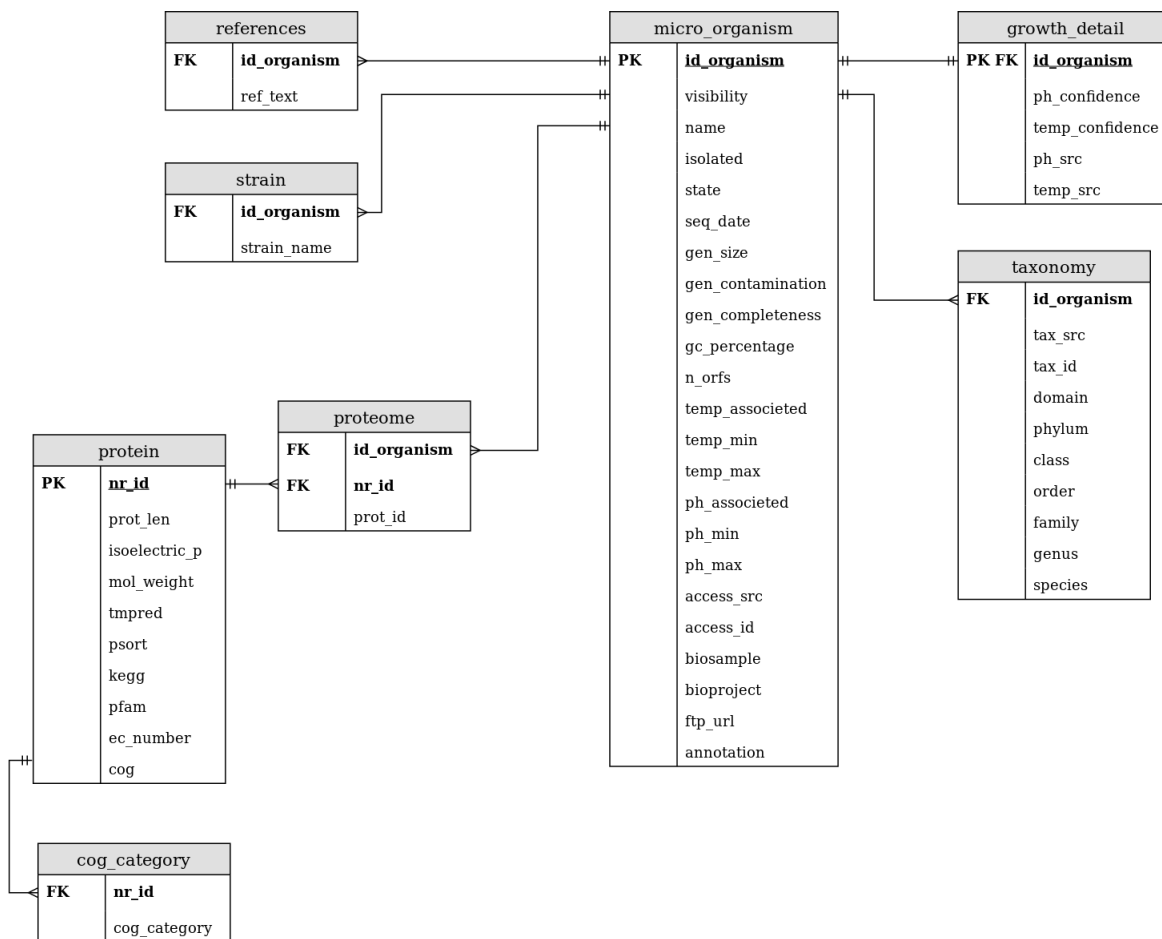 references
FK id_organism
ref_text
strain
FK id_organism
strain_name
micro_organism
PK id_organism
visibility
name
isolated
state
seq_date
gen_size
gen_contamination
gen_completeness
gc_percentage
n_orfs
temp_associeted
temp_min
temp_max
ph_associeted
ph_min
ph_max
access_src
access_id
biosample
bioproject
ftp_url
annotation
growth_detail
PK FK id_organism
ph_confidence
temp_confidence
ph_src
temp_src
taxonomy
FK id_organism
tax_src
tax_id
domain
phylum
class
order
family
genus
species
proteome
FK id_organism
FK nr_id
prot_id
protein
PK nr_id
prot_len
isoelectric_p
mol_weight
tmpred
psort
kegg
pfam
ec_number
cog
cog_category
FK nr_id
cog_category